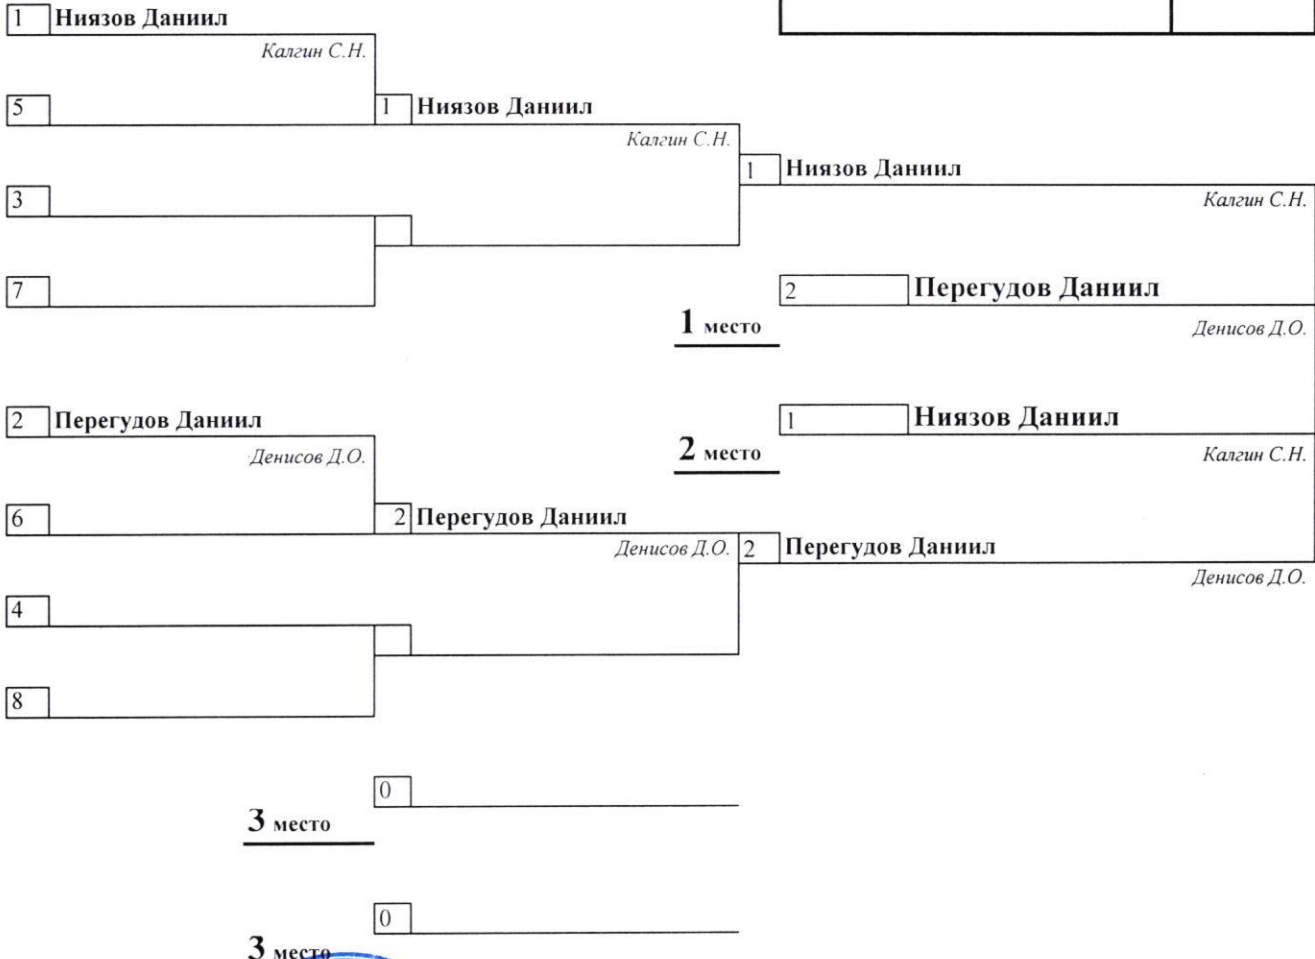 1 Ниязов Даниил
Калгин С.Н.
5
1 Ниязов Даниил
Калгин С.Н.
1 Ниязов Даниил
3
Калгин С.Н.
7
2 Перегудов Даниил
1 место
Денисов Д.О.
2 Перегудов Даниил
1 Ниязов Даниил
Денисов Д.О.
2 место
Калгин С.Н.
6
2 Перегудов Даниил
Денисов Д.О.
2 Перегудов Даниил
Денисов Д.О.
4
8
0
3 место
0
3 место